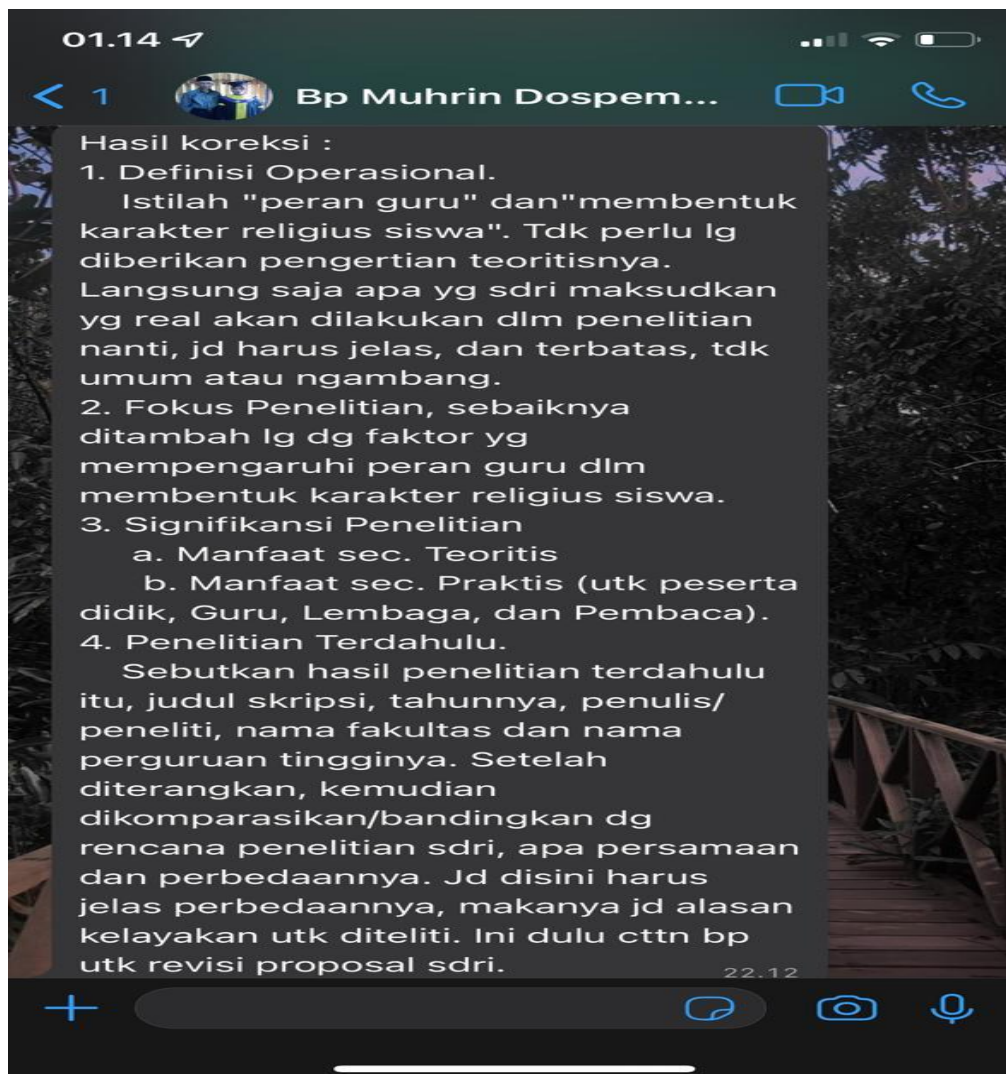 01.14
1 Bp Muhrin Dospem...
Hasil koreksi :
1. Definisi Operasional.
Istilah "peran guru" dan"membentuk
karakter religius siswa". Tdk perlu lg
diberikan pengertian teoritisnya.
Langsung saja apa yg sdri maksudkan
yg real akan dilakukan dlm penelitian
nanti, jd harus jelas, dan terbatas, tdk
umum atau ngambang.
2. Fokus Penelitian, sebaiknya
ditambah lg dg faktor yg
mempengaruhi peran guru dlm
membentuk karakter religius siswa.
3. Signifikansi Penelitian
a. Manfaat sec. Teoritis
b. Manfaat sec. Praktis (utk peserta
didik, Guru, Lembaga, dan Pembaca).
4. Penelitian Terdahulu.
Sebutkan hasil penelitian terdahulu
itu, judul skripsi, tahunnya, penulis/
peneliti, nama fakultas dan nama
perguruan tingginya. Setelah
diterangkan, kemudian
dikomparasikan/bandingkan dg
rencana penelitian sdri, apa persamaan
dan perbedaannya. Jd disini harus
jelas perbedaannya, makanya jd alasan
kelayakan utk diteliti. Ini dulu cttn bp
utk revisi proposal sdri.
22.12